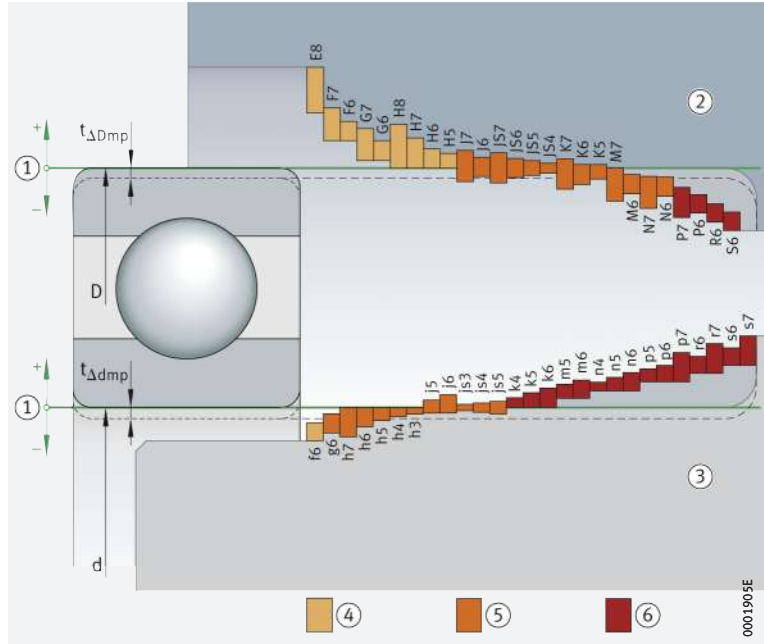 E8
F7
F6
G7
G6
H8
H7
H6
H5
J7
J6
JS7
JS6
JS5
JS4
K7
K6
K5
M7
M6
N7
N6
P7
P6
R6
S6
2
tΔDmp
+
1
−
D
tΔdmp
+
1
−
d
f6
g6
h7
h6
h5
h4
h3
j5
j6
js3
js4
js5
k4
k5
k6
m5
m6
n4
n5
n6
p5
p6
p7
r6
r7
s6
s7
3
4
5
6
0001905E